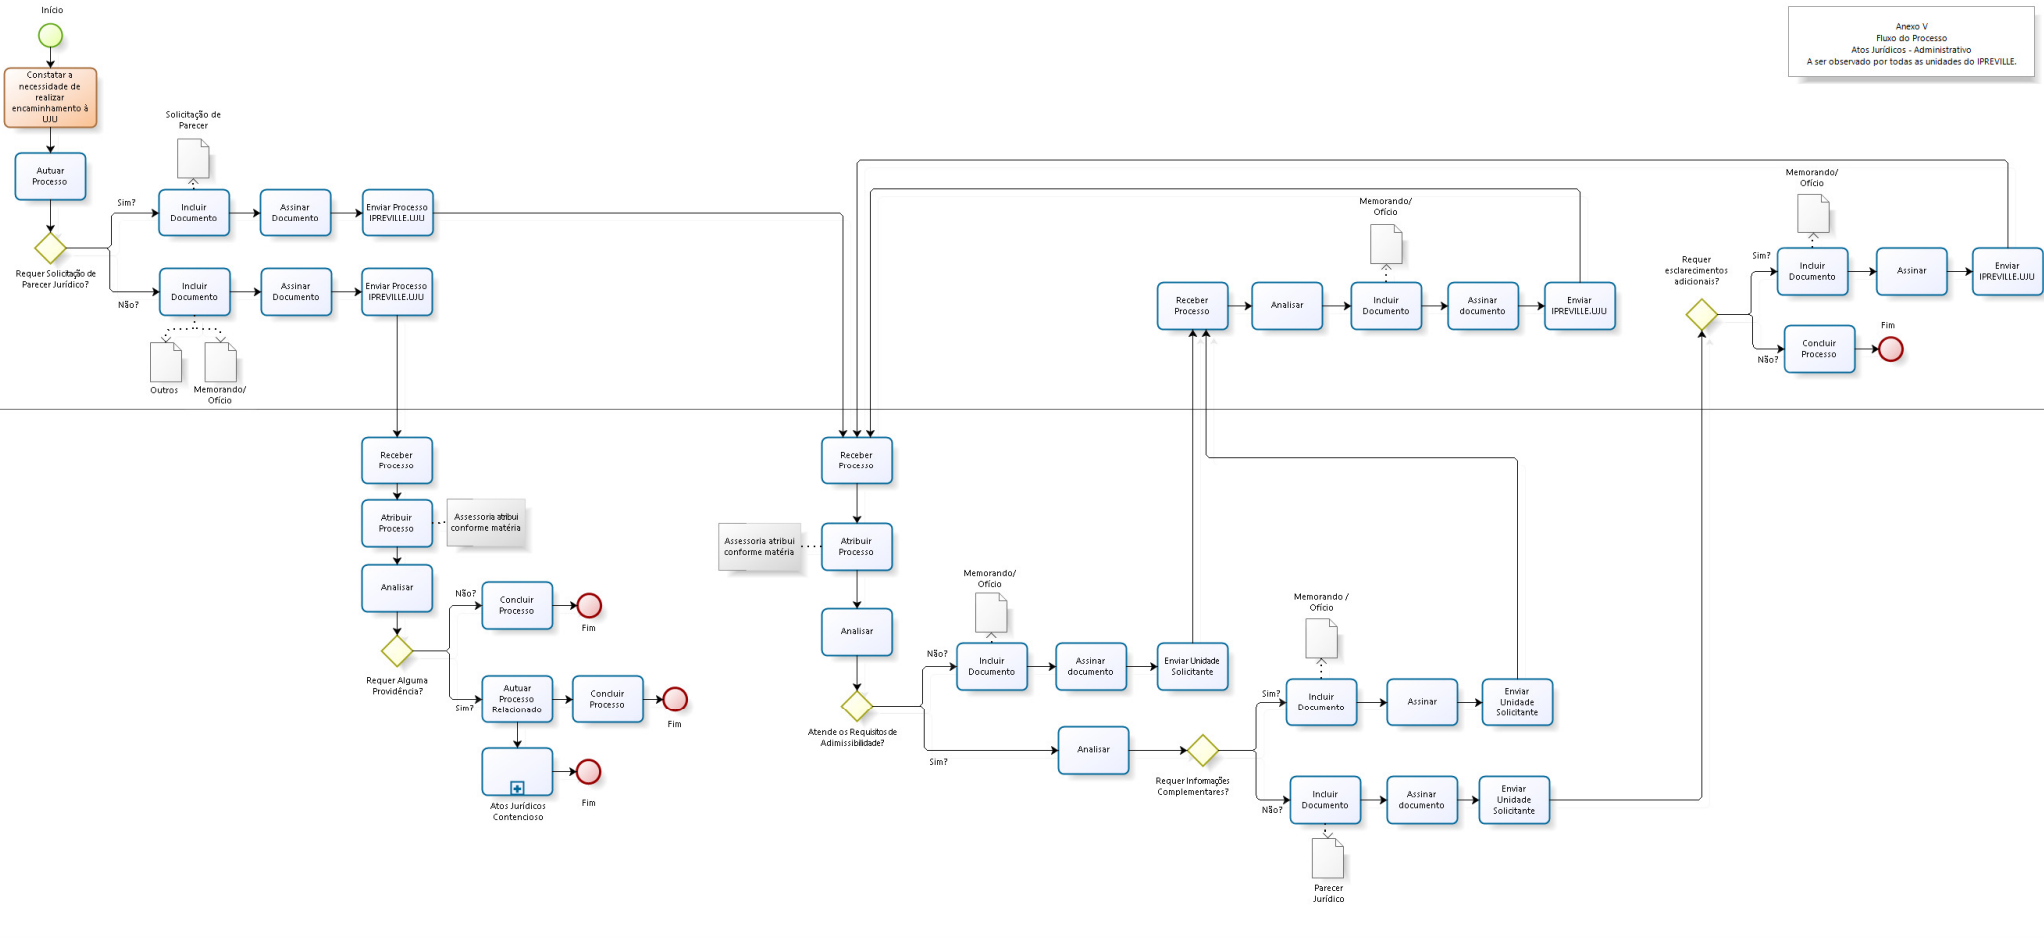 Início
Anexo V
Fluxo do Processo
Atos Jurídicos - Administrativo
A ser observado por todas as unidades do IPREVILLE.
Constatar a
necessidade de
realizar
encaminhamento à
UJU
Autuar
Processo
Requer Solicitação de
Parecer Jurídico?
Sim?
Solicitação de
Parecer
Incluir
Documento
Assinar
Documento
Enviar Processo
IPREVILLE.UJU
Não?
Incluir
Documento
Assinar
Documento
Enviar Processo
IPREVILLE.UJU
Outros
Memorando/
Ofício
Receber
Processo
Analisar
Memorando/
Ofício
Incluir
Documento
Assinar
documento
Enviar
IPREVILLE.UJU
Requer
esclarecimentos
adicionais?
Sim?
Memorando/
Ofício
Incluir
Documento
Assinar
Enviar
IPREVILLE.UJU
Não?
Concluir
Processo
Fim
Receber
Processo
Atribuir
Processo
Assessoria atribui
conforme matéria
Analisar
Requer Alguma
Providência?
Não?
Concluir
Processo
Fim
Sim?
Autuar
Processo
Relacionado
Concluir
Processo
Fim
Atos Jurídicos
Contencioso
Fim
Receber
Processo
Assessoria atribui
conforme matéria
Atribuir
Processo
Analisar
Atende os Requisitos de
Adimissibilidade?
Não?
Memorando/
Ofício
Incluir
Documento
Assinar
documento
Enviar Unidade
Solicitante
Sim?
Analisar
Requer Informações
Complementares?
Sim?
Memorando /
Ofício
Incluir
Documento
Assinar
Enviar
Unidade
Solicitante
Não?
Incluir
Documento
Assinar
documento
Enviar
Unidade
Solicitante
Parecer
Jurídico